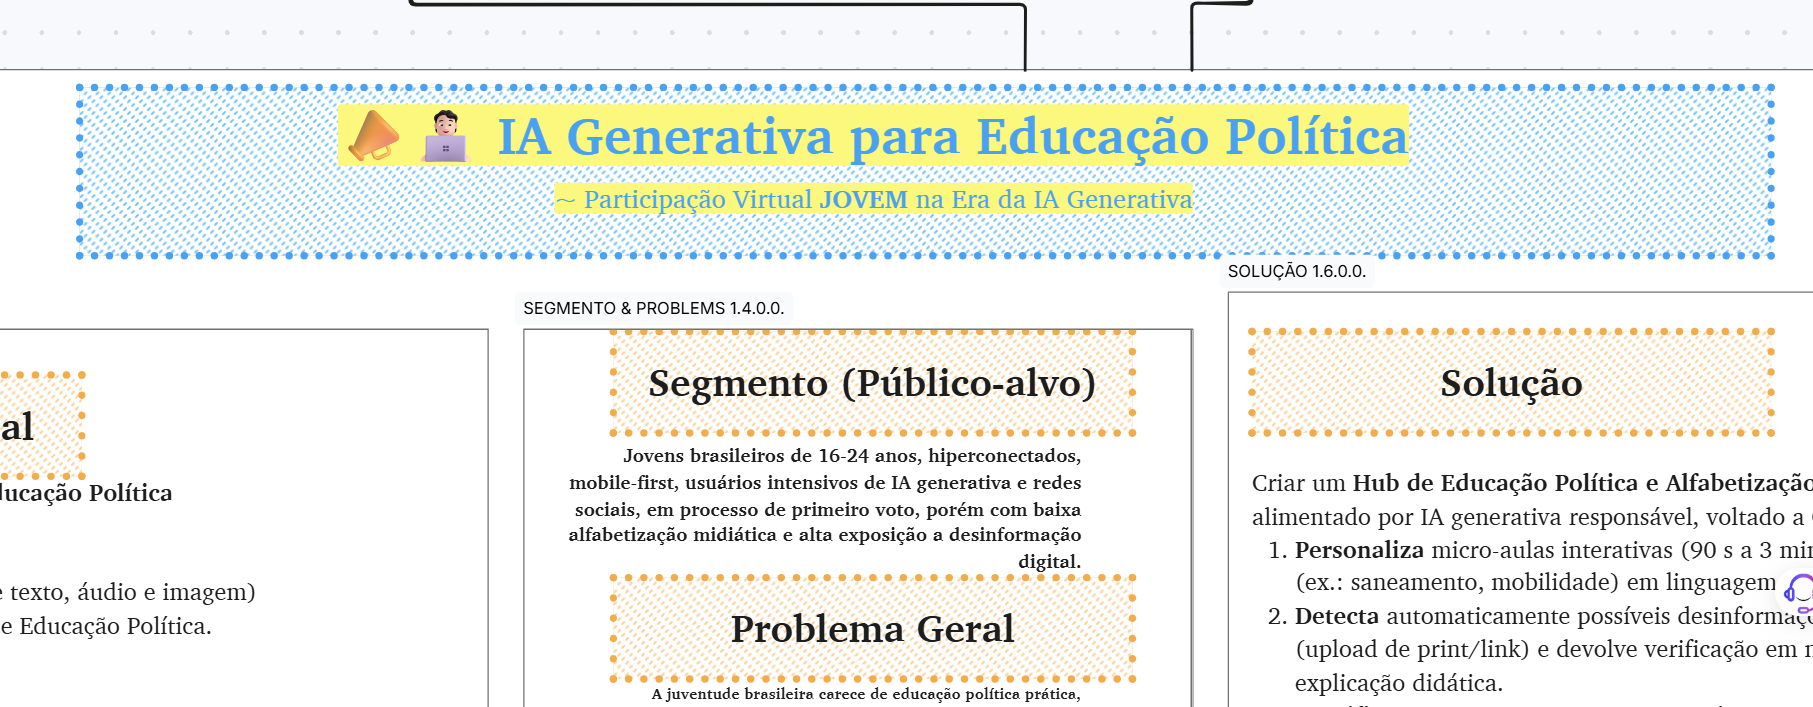 IA Generativa para Educação Política
~ Participação Virtual JOVEM na Era da IA Generativa
al
Educação Política
texto, áudio e imagem)
e Educação Política.
SEGMENTO & PROBLEMS 1.4.0.0.
Segmento (Público-alvo)
Jovens brasileiros de 16-24 anos, hiperconectados,
mobile-first, usuários intensivos de IA generativa e redes
sociais, em processo de primeiro voto, porém com baixa
alfabetização midiática e alta exposição a desinformação
digital.
Problema Geral
A juventude brasileira carece de educação política prática,
SOLUÇÃO 1.6.0.0.
Solução
Criar um Hub de Educação Política e Alfabetização
alimentado por IA generativa responsável, voltado a
1. Personaliza micro-aulas interativas (90 s a 3 min
(ex.: saneamento, mobilidade) em linguagem
2. Detecta automaticamente possíveis desinformaç
(upload de print/link) e devolve verificação em
explicação didática.